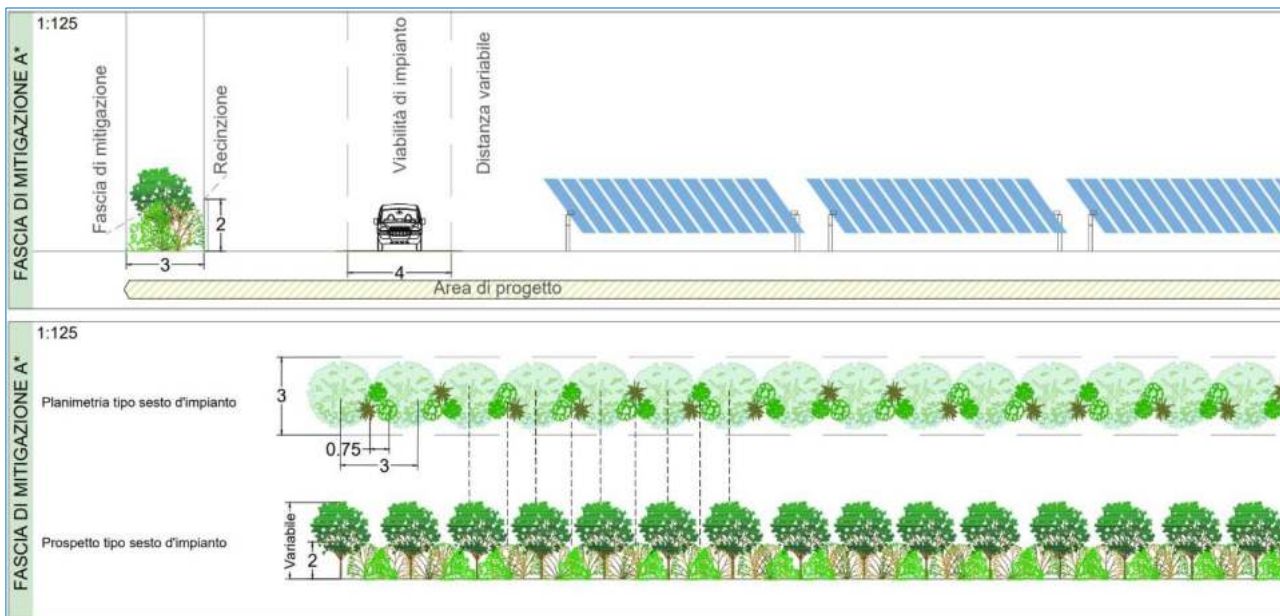 FASCIA DI MITIGAZIONE A*
1:125
Fascia di mitigazione
Recinzione
Viabilità di impianto
Distanza variabile
2
3
4
Area di progetto
FASCIA DI MITIGAZIONE A*
1:125
Planimetria tipo sesto d'impianto
3
0.75
3
Prospetto tipo sesto d'impianto
Variabile
2